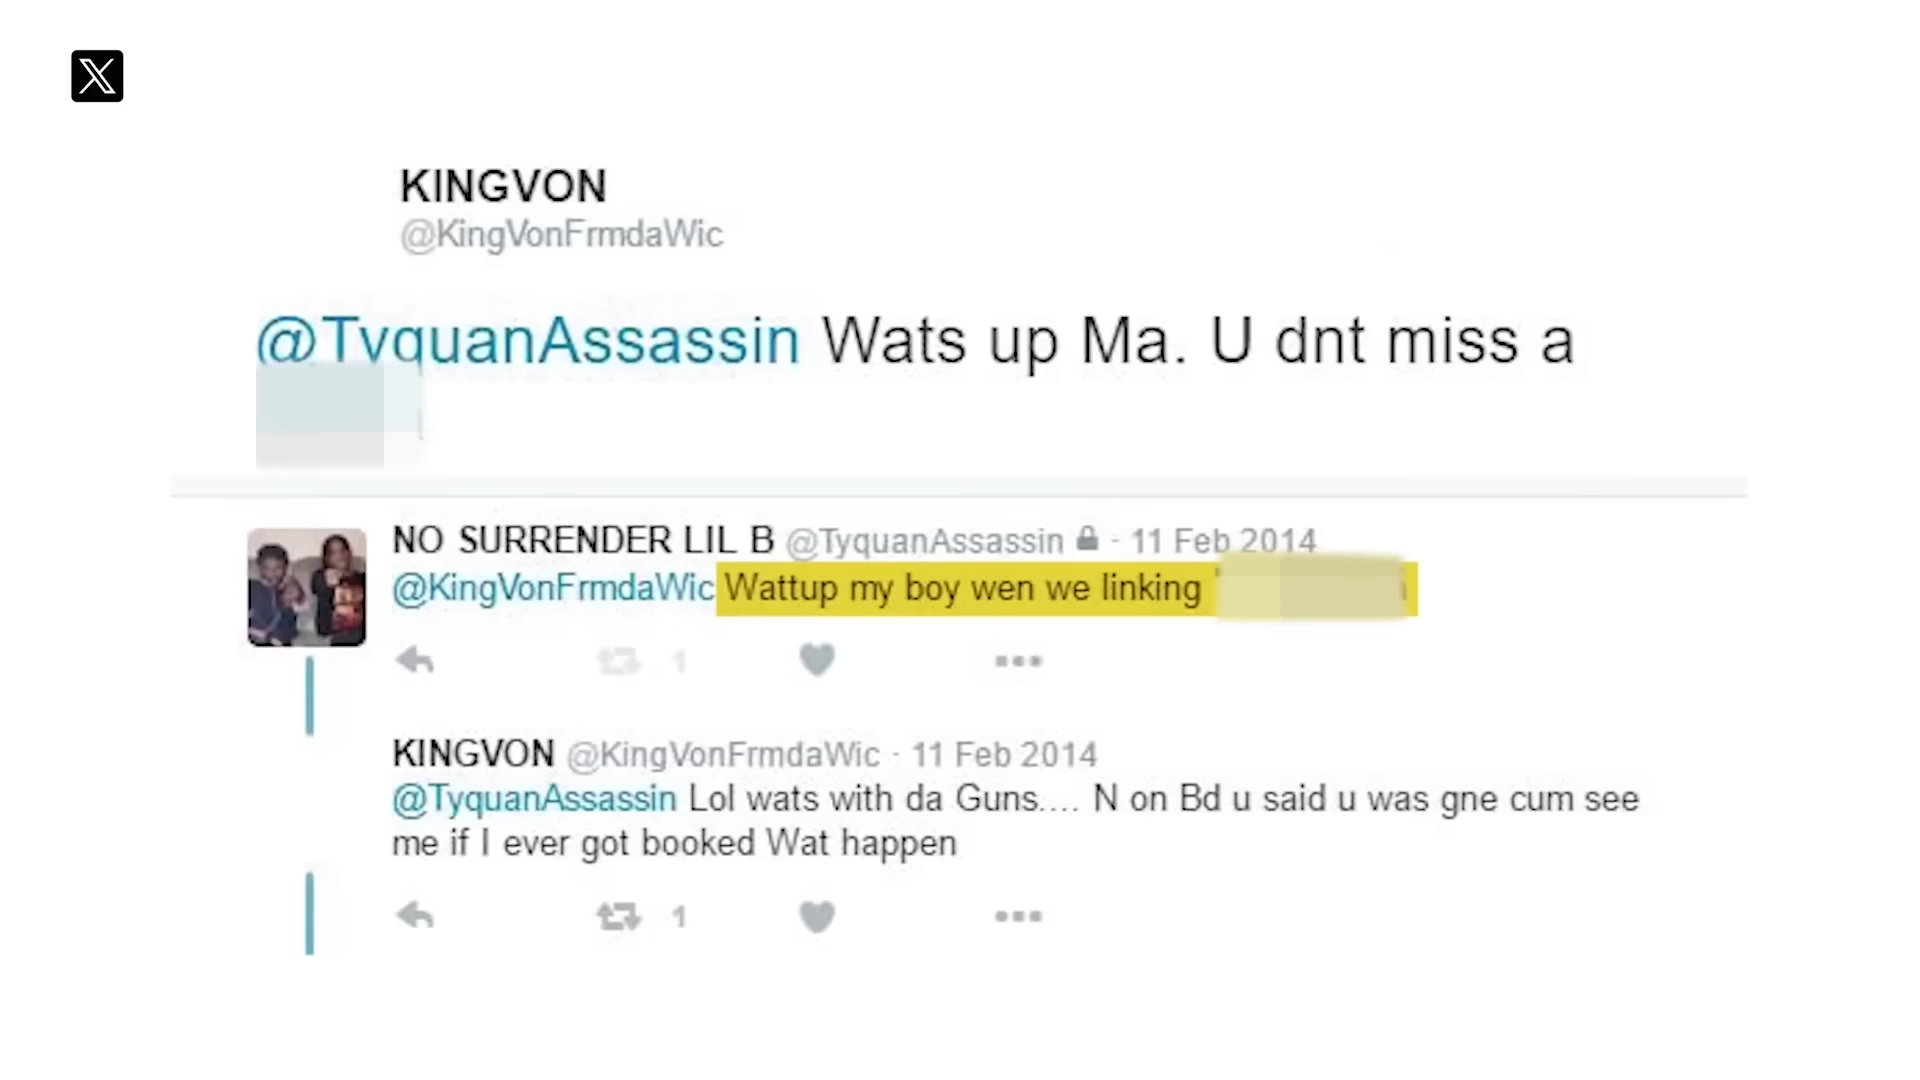 KINGVON
@KingVonFrmdaWic
@TyquanAssassin Wats up Ma. U dnt miss a
NO SURRENDER LIL B @TyquanAssassin · 11 Feb 2014
@KingVonFrmdaWic Wattup my boy wen we linking
1
KINGVON @KingVonFrmdaWic · 11 Feb 2014
@TyquanAssassin Lol wats with da Guns.... N on Bd u said u was gne cum see
me if I ever got booked Wat happen
1